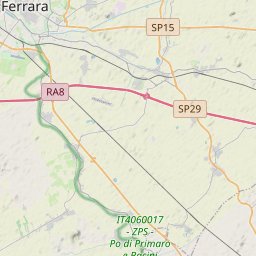 Ferrara
SP15
RA8
SP29
IT4060017
- ZPS -
Po di Primaro
e Bacini